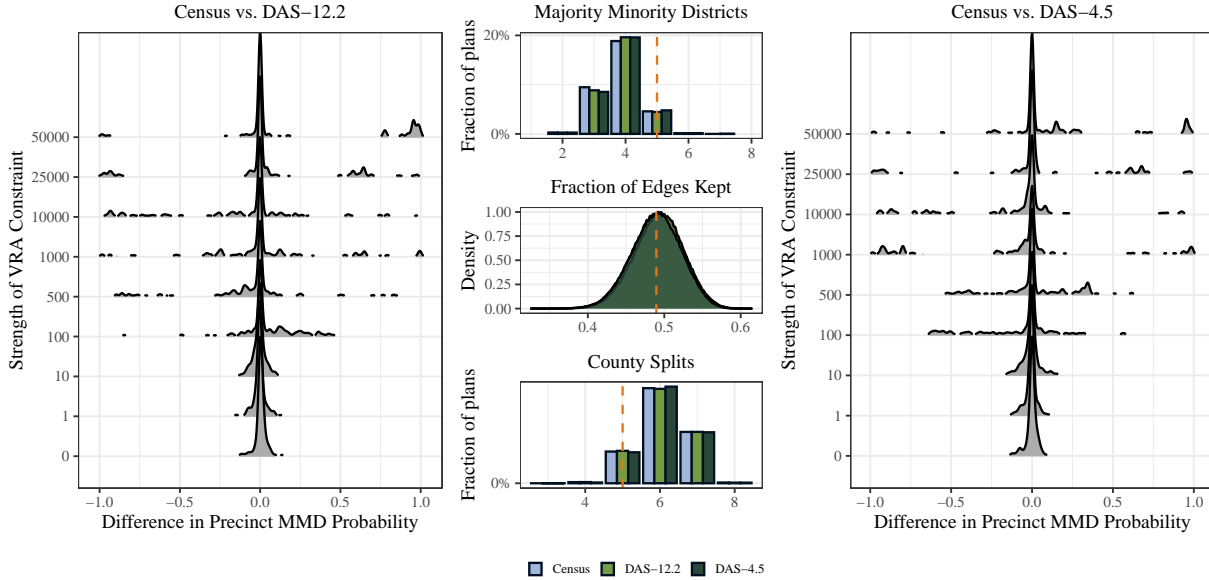 Census vs. DAS−12.2
Strength of VRA Constraint
50000
25000
10000
1000
500
100
10
1
0
−1.0 −0.5 0.0 0.5 1.0
Difference in Precinct MMD Probability
Majority Minority Districts
Fraction of plans
20%
0%
2 4 6 8
Fraction of Edges Kept
Density
1.00
0.75
0.50
0.25
0.00
0.4 0.5 0.6
County Splits
Fraction of plans
0%
4 6 8
Census vs. DAS−4.5
Strength of VRA Constraint
50000
25000
10000
1000
500
100
10
1
0
−1.0 −0.5 0.0 0.5 1.0
Difference in Precinct MMD Probability
Census DAS−12.2 DAS−4.5